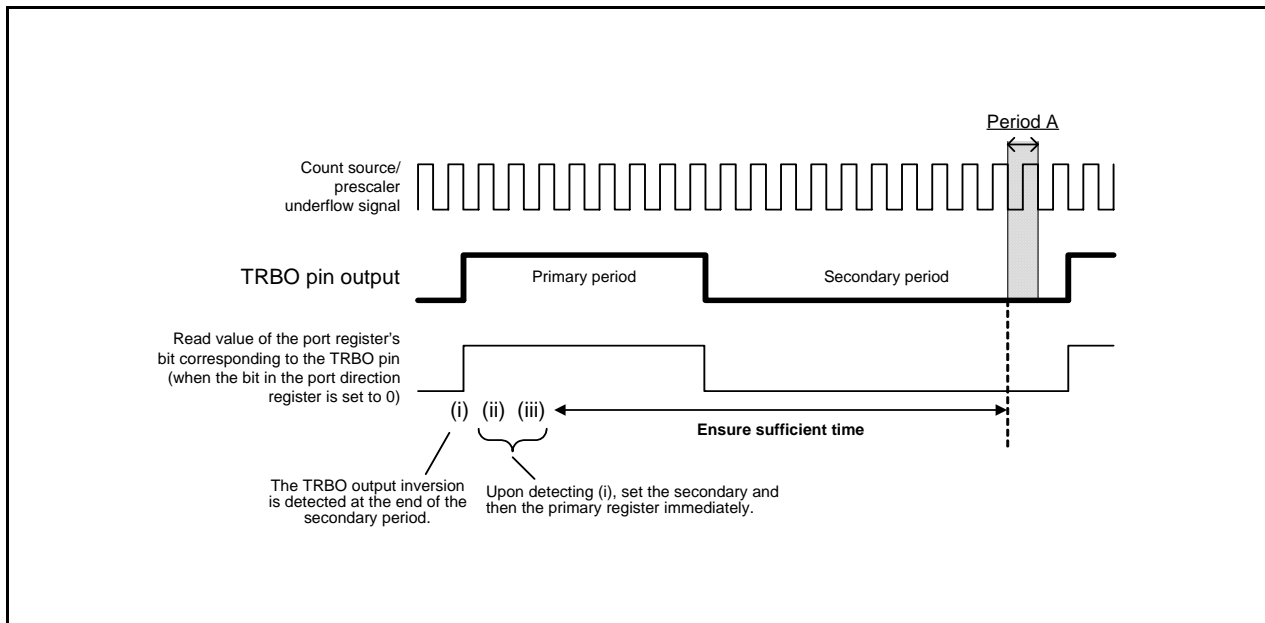 Period A
Count source/
prescaler
underflow signal
TRBO pin output
Primary period
Secondary period
Read value of the port register's
bit corresponding to the TRBO pin
(when the bit in the port direction
register is set to 0)
(i) (ii) (iii)
Ensure sufficient time
The TRBO output inversion
is detected at the end of the
secondary period.
Upon detecting (i), set the secondary and
then the primary register immediately.